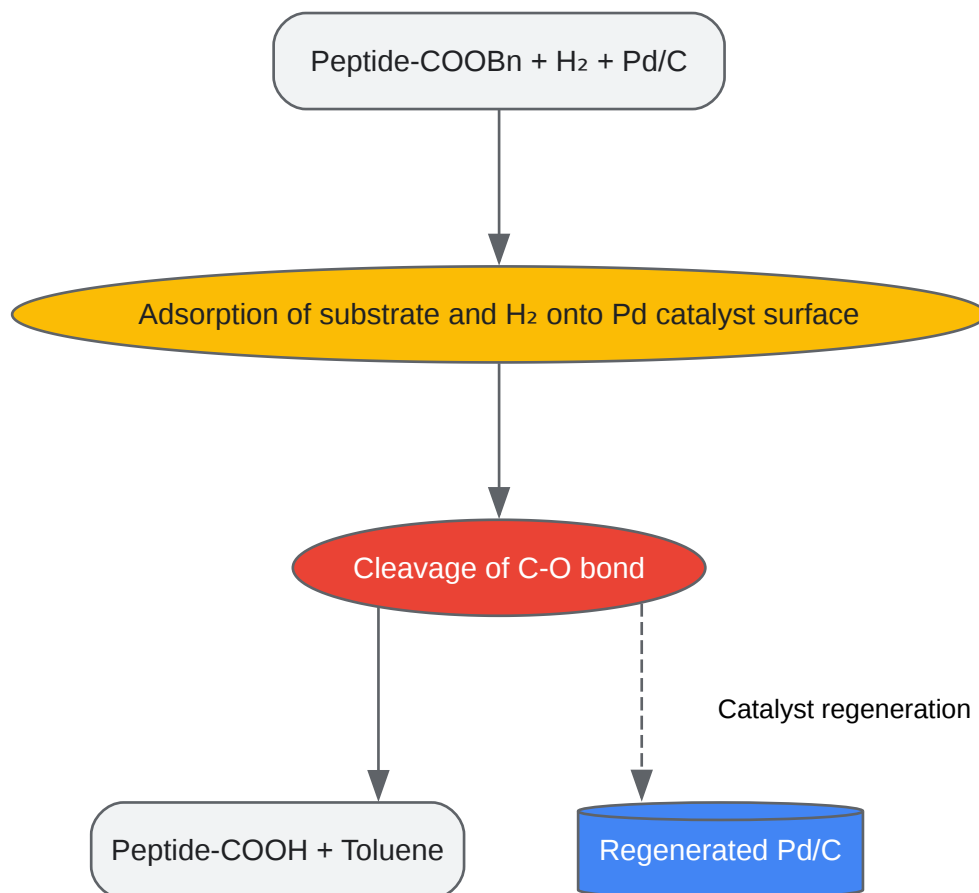 Peptide-COOBn + H₂ + Pd/C
Adsorption of substrate and H₂ onto Pd catalyst surface
Cleavage of C-O bond
Catalyst regeneration
Peptide-COOH + Toluene
Regenerated Pd/C